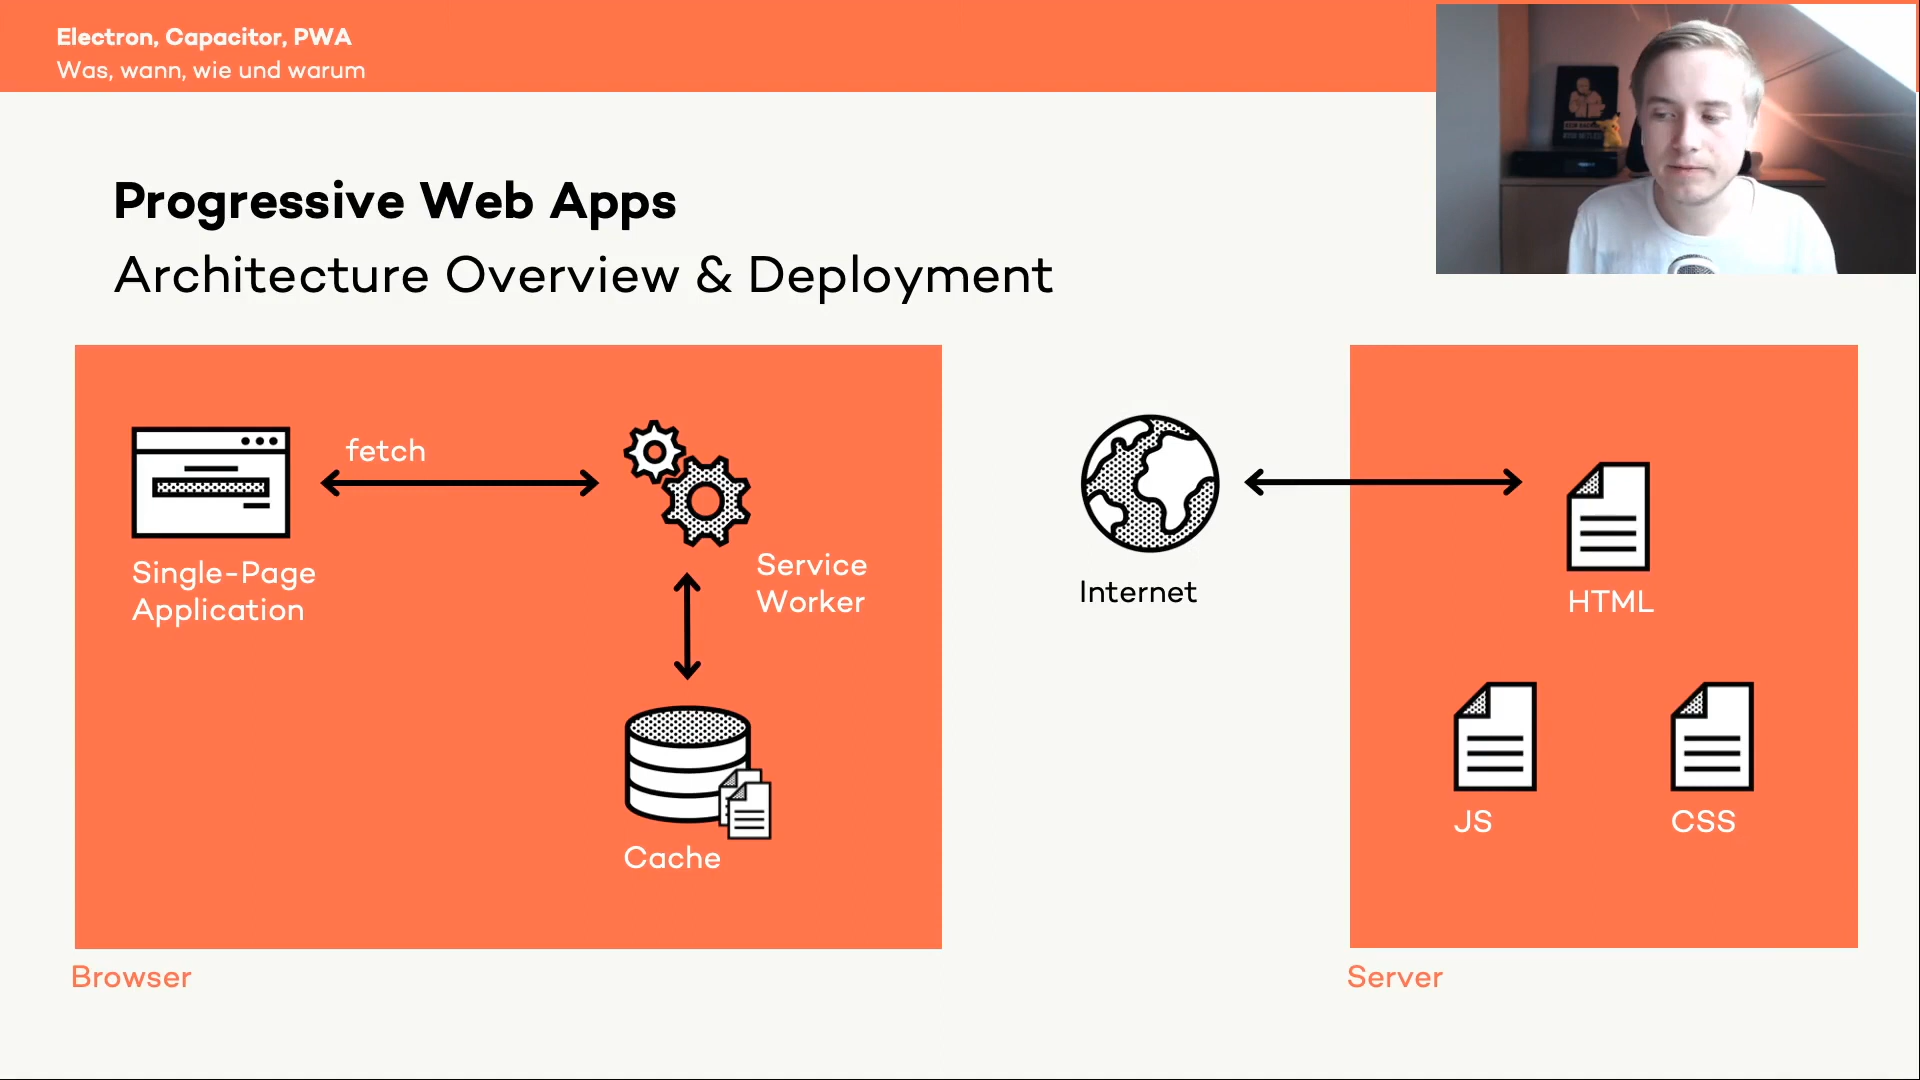 Electron, Capacitor, PWA
Was, wann, wie und warum
Progressive Web Apps
Architecture Overview & Deployment
fetch
Single-Page
Application
Service
Worker
Cache
Browser
Internet
HTML
JS
CSS
Server